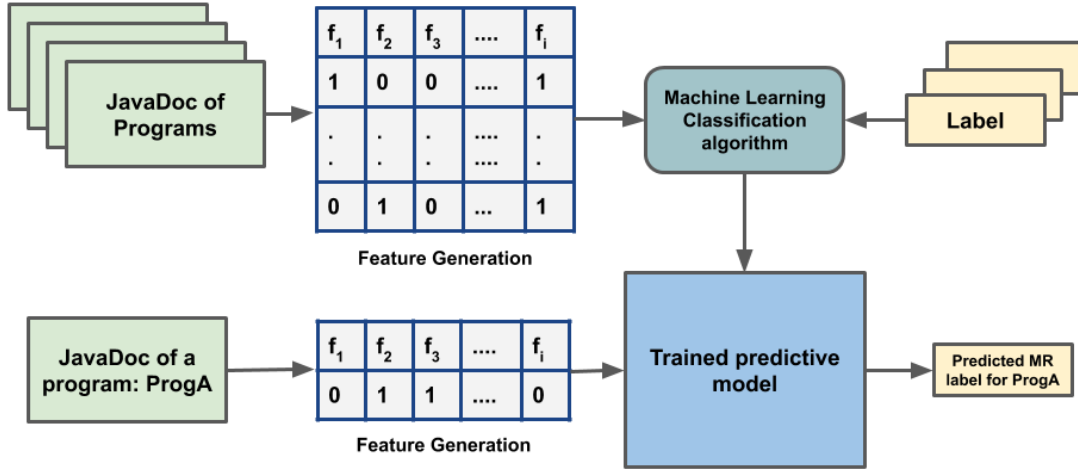 JavaDoc of
Programs
f1 f2 f3 .... fi
1 0 0 .... 1
. . . .... .
. . . .... .
0 1 0 ... 1
Feature Generation
Machine Learning
Classification
algorithm
Label
JavaDoc of a
program: ProgA
f1 f2 f3 .... fi
0 1 1 .... 0
Feature Generation
Trained predictive
model
Predicted MR
label for ProgA